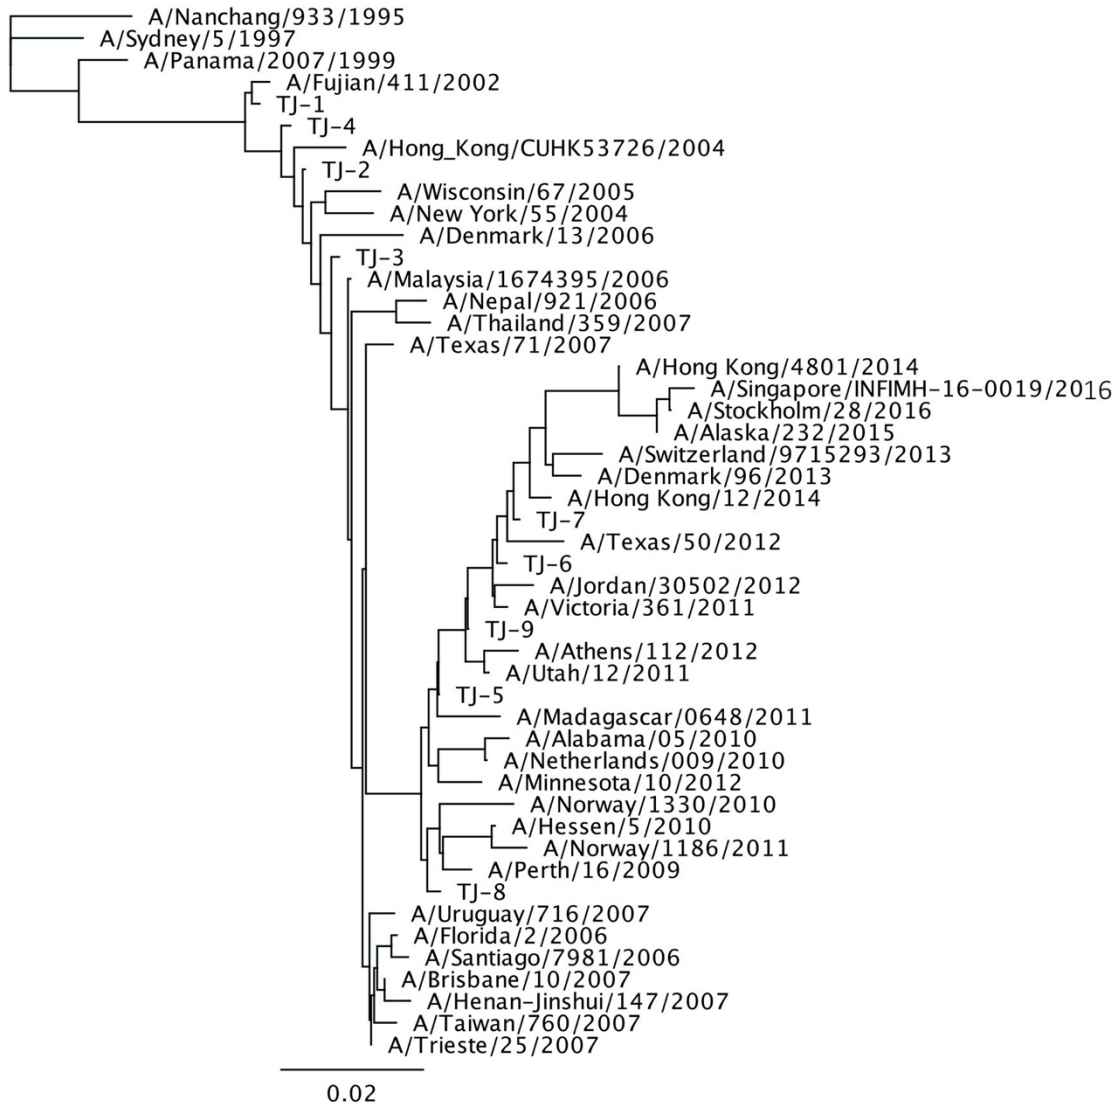 A/Nanchang/933/1995
A/Sydney/5/1997
A/Panama/2007/1999
A/Fujian/411/2002
TJ-1
TJ-4
A/Hong_Kong/CUHK53726/2004
TJ-2
A/Wisconsin/67/2005
A/New York/55/2004
A/Denmark/13/2006
TJ-3
A/Malaysia/1674395/2006
A/Nepal/921/2006
A/Thailand/359/2007
A/Texas/71/2007
A/Hong Kong/4801/2014
A/Singapore/INFIMH-16-0019/2016
A/Stockholm/28/2016
A/Alaska/232/2015
A/Switzerland/9715293/2013
A/Denmark/96/2013
A/Hong Kong/12/2014
TJ-7
A/Texas/50/2012
TJ-6
A/Jordan/30502/2012
A/Victoria/361/2011
TJ-9
A/Athens/112/2012
A/Utah/12/2011
TJ-5
A/Madagascar/0648/2011
A/Alabama/05/2010
A/Netherlands/009/2010
A/Minnesota/10/2012
A/Norway/1330/2010
A/Hessen/5/2010
A/Norway/1186/2011
A/Perth/16/2009
TJ-8
A/Uruguay/716/2007
A/Florida/2/2006
A/Santiago/7981/2006
A/Brisbane/10/2007
A/Henan-Jinshui/147/2007
A/Taiwan/760/2007
A/Trieste/25/2007
0.02